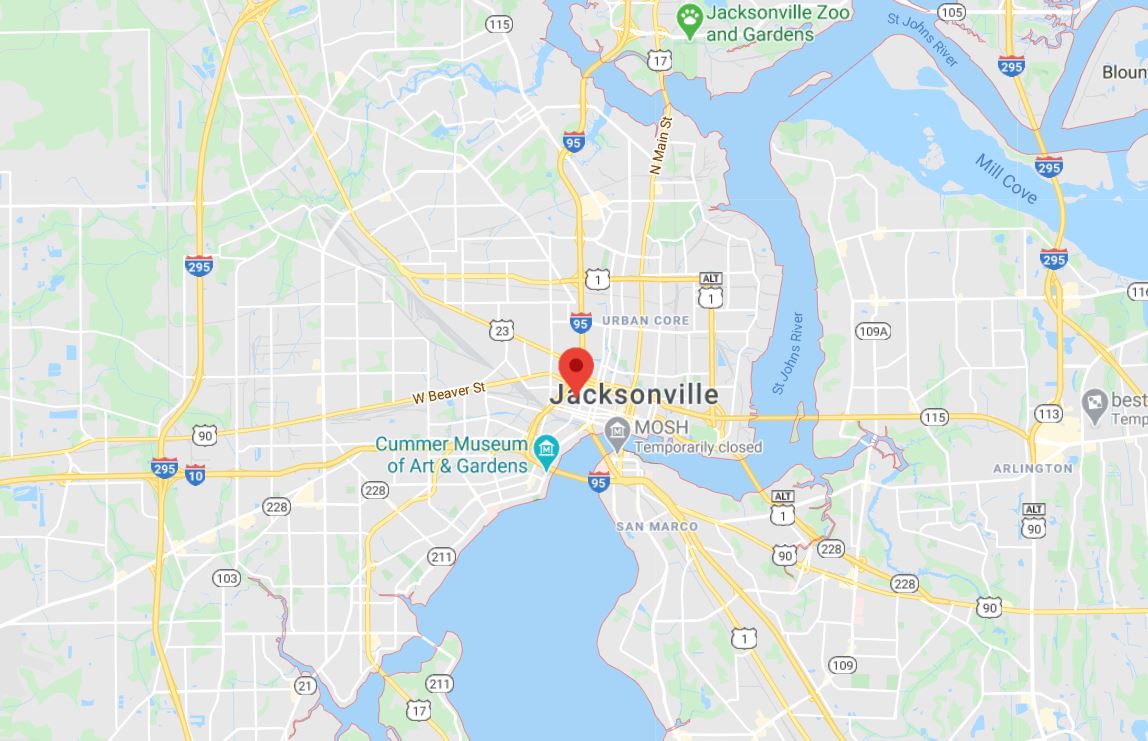 115
Jacksonville Zoo
and Gardens
105
St Johns River
295
17
Bloun
95
N Main St
295
Mill Cove
295
295
1
ALT
1
116
95
URBAN CORE
23
109A
St Johns River
Jacksonville
W Beaver St
best
Temp
115
113
90
MOSH
Temporarily closed
Cummer Museum
of Art & Gardens
295
10
95
ARLINGTON
228
228
ALT
1
ALT
90
SAN MARCO
211
90
228
103
228
90
1
109
21
211
17